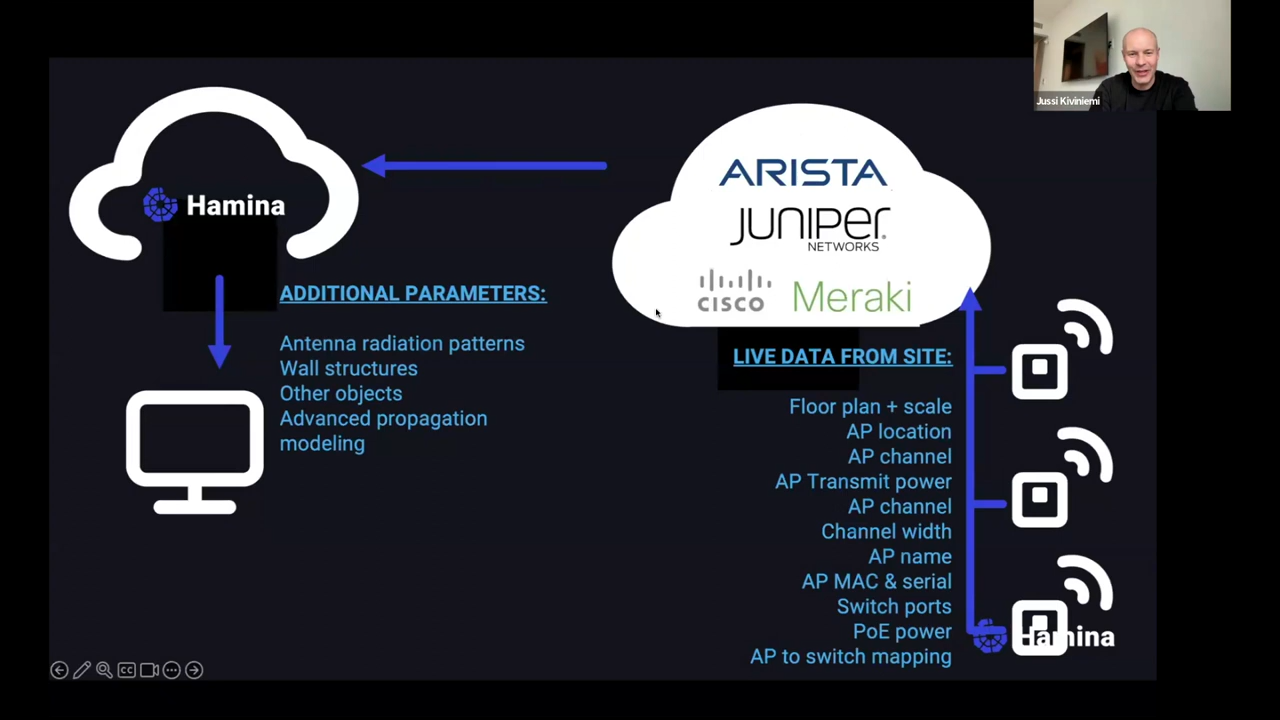 Jussi Kiviniemi
Hamina
ARISTA
JUNIPER
NETWORKS
CISCO Meraki
ADDITIONAL PARAMETERS:
Antenna radiation patterns
Wall structures
Other objects
Advanced propagation
modeling
LIVE DATA FROM SITE:
Floor plan + scale
AP location
AP channel
AP Transmit power
AP channel
Channel width
AP name
AP MAC & serial
Switch ports
PoE power
AP to switch mapping
Hamina
CC